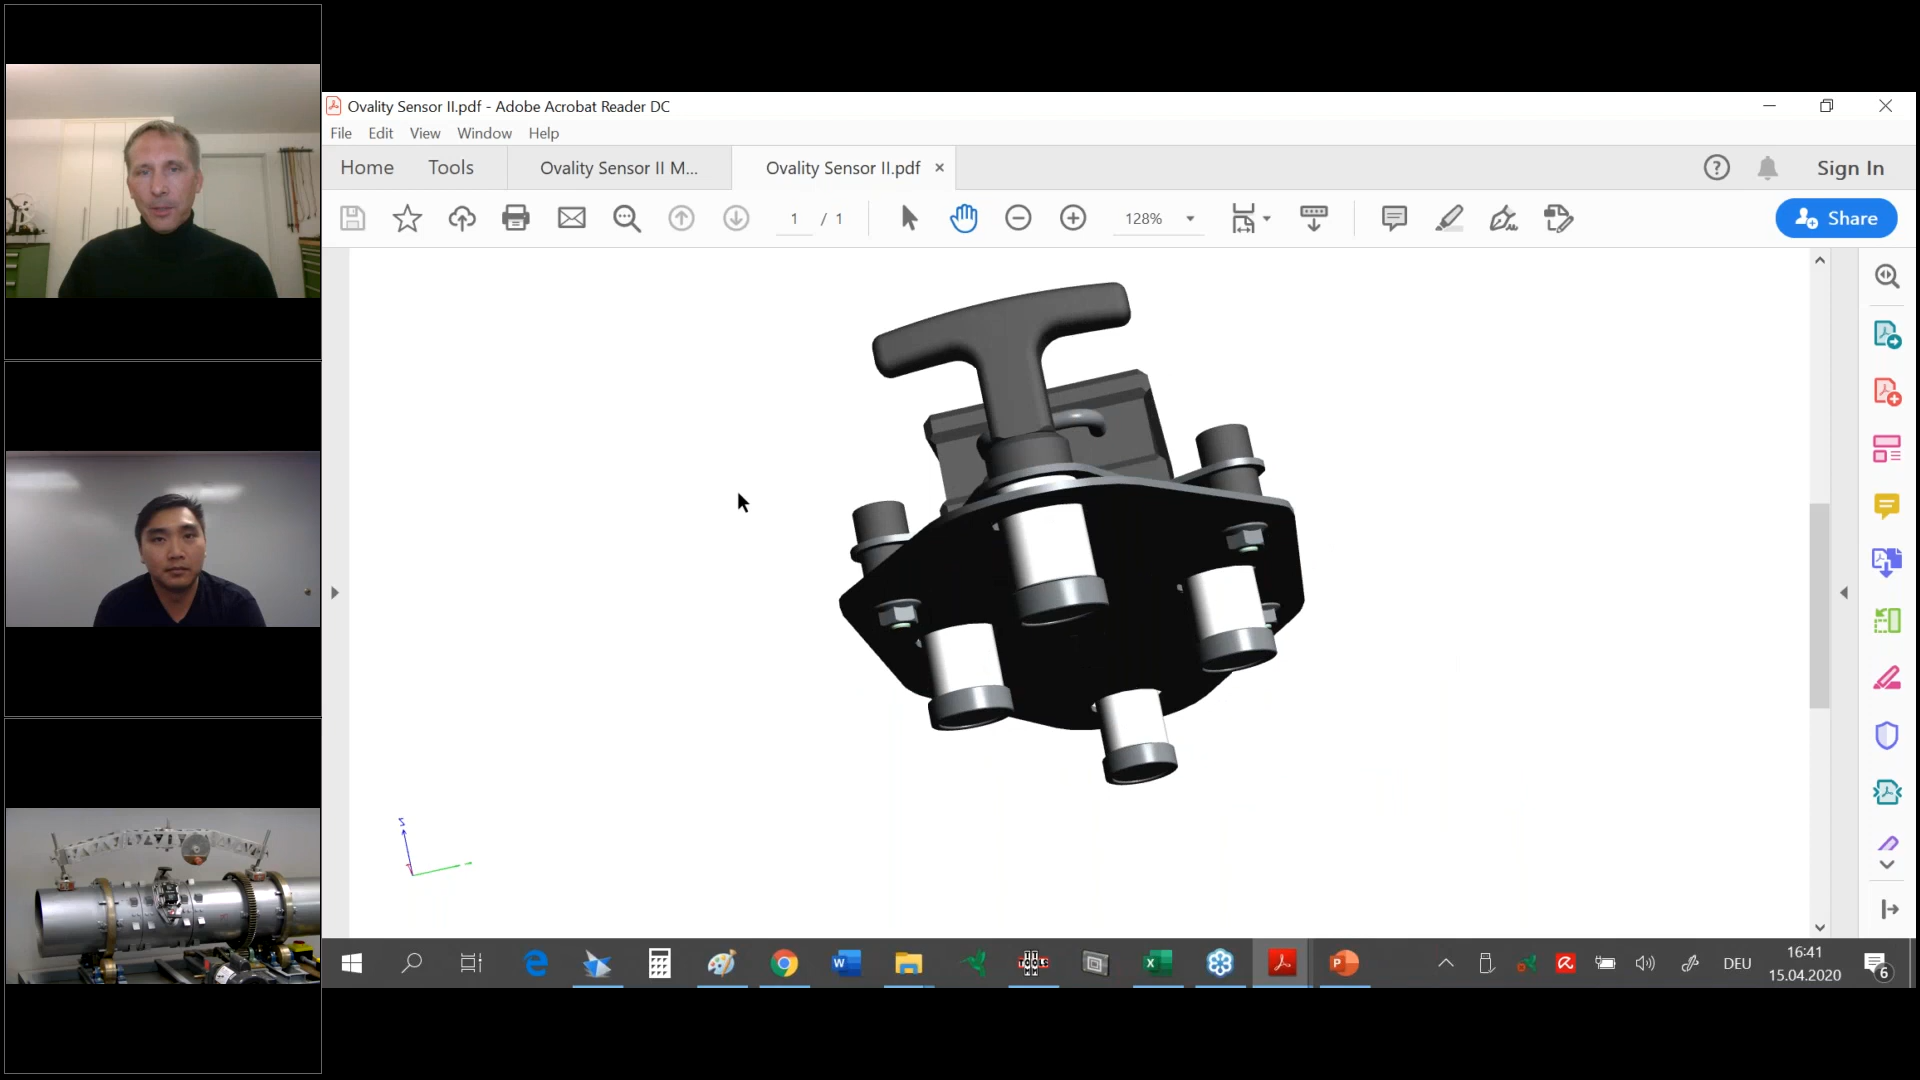 Ovality Sensor II.pdf - Adobe Acrobat Reader DC
File Edit View Window Help
Home Tools Ovality Sensor II M... Ovality Sensor II.pdf × Sign In
1 / 1 128% Share
W TOOLS X P DEU 16:41
15.04.2020 6